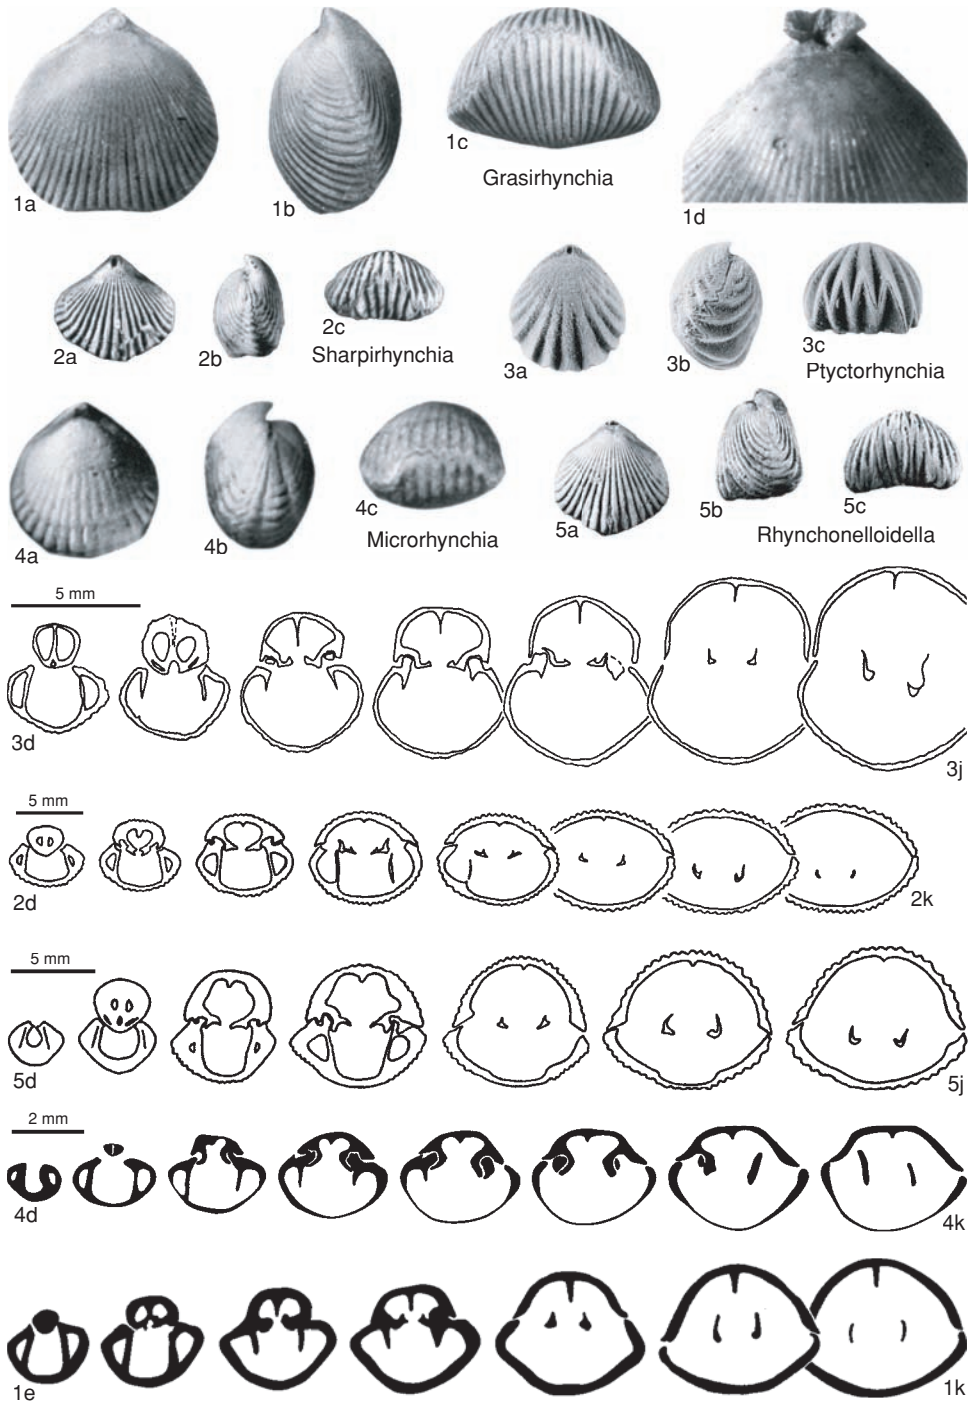 1a
1b
1c
Grasirhynchia
1d
2a
2b
2c
Sharpirhynchia
3a
3b
3c
Ptyctorhynchia
4a
4b
4c
Microrhynchia
5a
5b
5c
Rhynchonelloidella
5 mm
3d
3j
5 mm
2d
2k
5 mm
5d
5j
2 mm
4d
4k
1e
1k